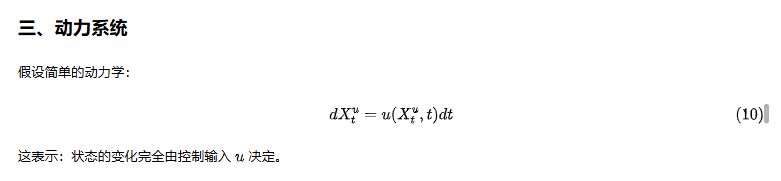 三、动力系统
假设简单的动力学：
$dX_t^u = u(X_t^u, t)dt$ (10)
这表示：状态的变化完全由控制输入 $u$ 决定。